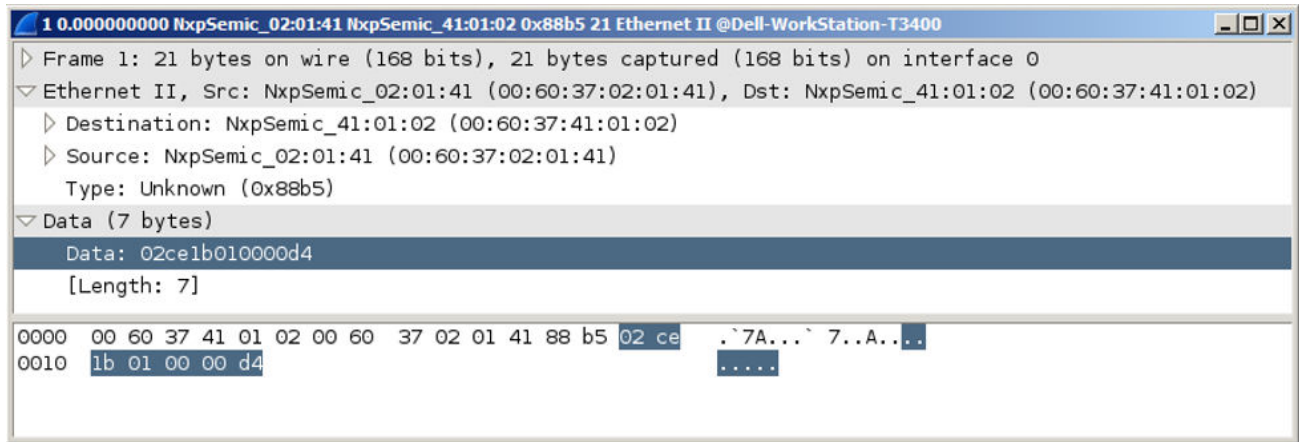 1 0.000000000 NxpSemic_02:01:41 NxpSemic_41:01:02 0x88b5 21 Ethernet II @Dell-WorkStation-T3400
Frame 1: 21 bytes on wire (168 bits), 21 bytes captured (168 bits) on interface 0
Ethernet II, Src: NxpSemic_02:01:41 (00:60:37:02:01:41), Dst: NxpSemic_41:01:02 (00:60:37:41:01:02)
Destination: NxpSemic_41:01:02 (00:60:37:41:01:02)
Source: NxpSemic_02:01:41 (00:60:37:02:01:41)
Type: Unknown (0x88b5)
Data (7 bytes)
Data: 02ce1b010000d4
[Length: 7]
0000 00 60 37 41 01 02 00 60 37 02 01 41 88 b5 02 ce .`7A...` 7..A....
0010 1b 01 00 00 d4 .....